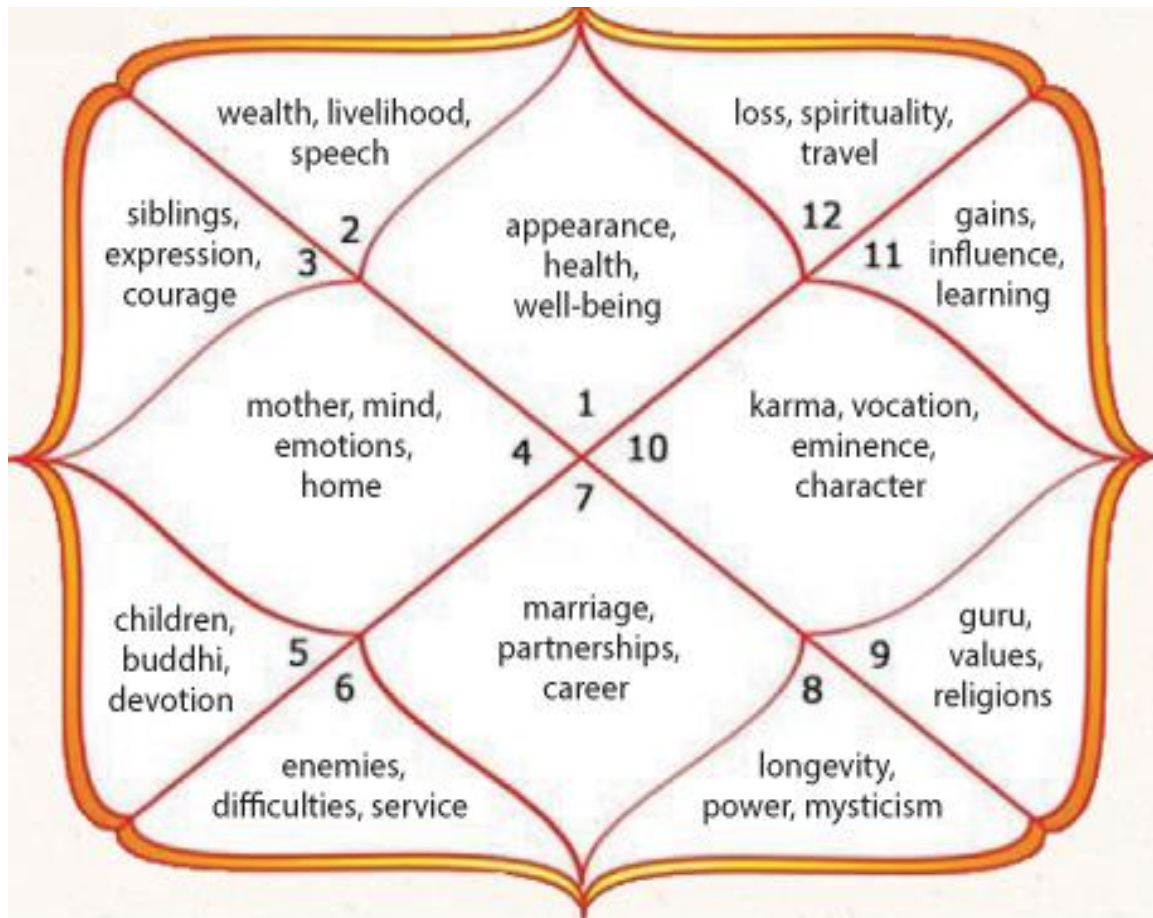 wealth, livelihood,
speech
2
loss, spirituality,
travel
12
siblings,
expression,
courage
3
appearance,
health,
well-being
1
11
gains,
influence,
learning
mother, mind,
emotions,
home
4
10
karma, vocation,
eminence,
character
7
marriage,
partnerships,
career
children,
buddhi,
devotion
5
6
enemies,
difficulties, service
8
longevity,
power, mysticism
9
guru,
values,
religions